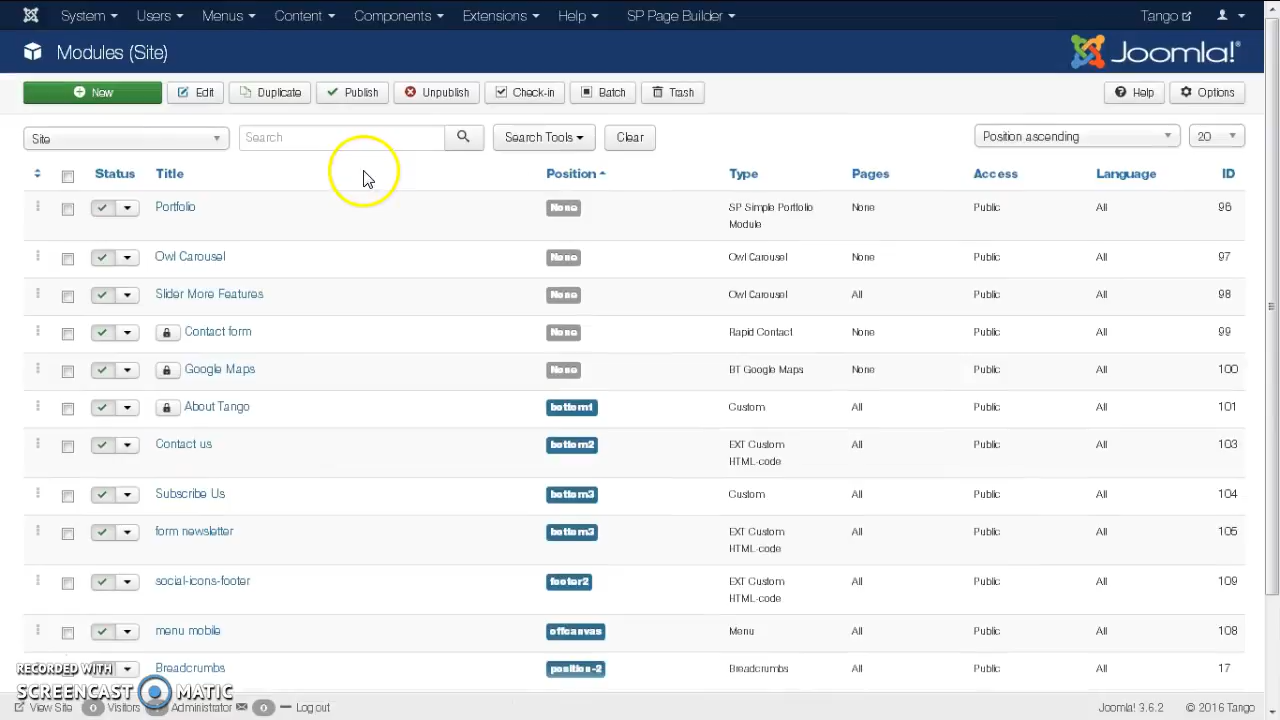 System Users Menus Content Components Extensions Help SP Page Builder Tango
Modules (Site) Joomla!®
New Edit Duplicate Publish Unpublish Check-in Batch Trash Help Options
Site Search Search Tools Clear Position ascending 20
Status Title Position Type Pages Access Language ID
Portfolio None SP Simple Portfolio None Public All 96
Module
Owl Carousel None Owl Carousel None Public All 97
Slider More Features None Owl Carousel All Public All 98
Contact form None Rapid Contact None Public All 99
Google Maps None BT Google Maps None Public All 100
About Tango bottom1 Custom All Public All 101
Contact us bottom2 EXT Custom All Public All 103
HTML-code
Subscribe Us bottom3 Custom All Public All 104
form newsletter bottom3 EXT Custom All Public All 105
HTML-code
social-icons-footer footer2 EXT Custom All Public All 109
HTML-code
menu mobile offcanvas Menu All Public All 108
Breadcrumbs position-2 Breadcrumbs All Public All 17
RECORDED WITH
SCREENCAST MATIC
View Site 0 Visitors Administrator 0 Log out Joomla! 3.6.2 © 2016 Tango